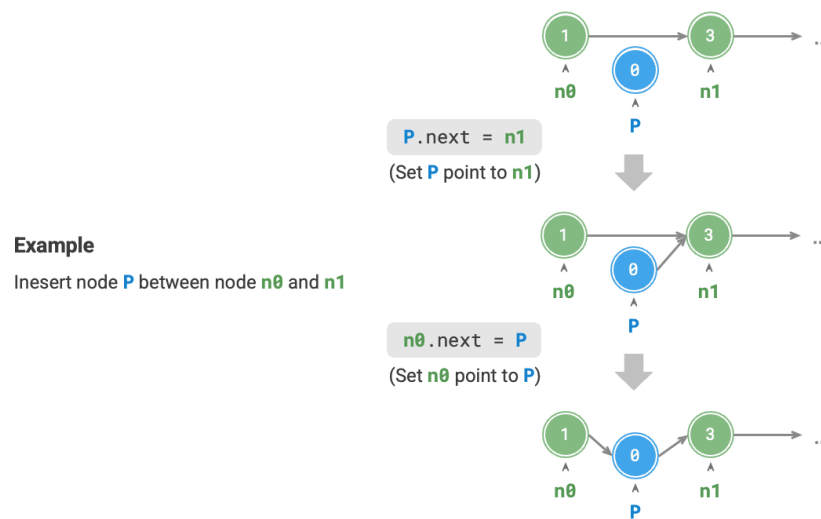 1 3 ..
0
n0 n1
P
P.next = n1
(Set P point to n1)
1 3 ..
0
Example
Inesert node P between node n0 and n1
n0 n1
P
n0.next = P
(Set n0 point to P)
1 3 ..
0
n0 n1
P